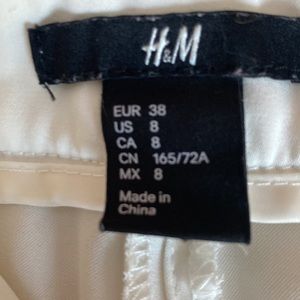 H&M
EUR 38
US 8
CA 8
CN 165/72A
MX 8
Made in
China